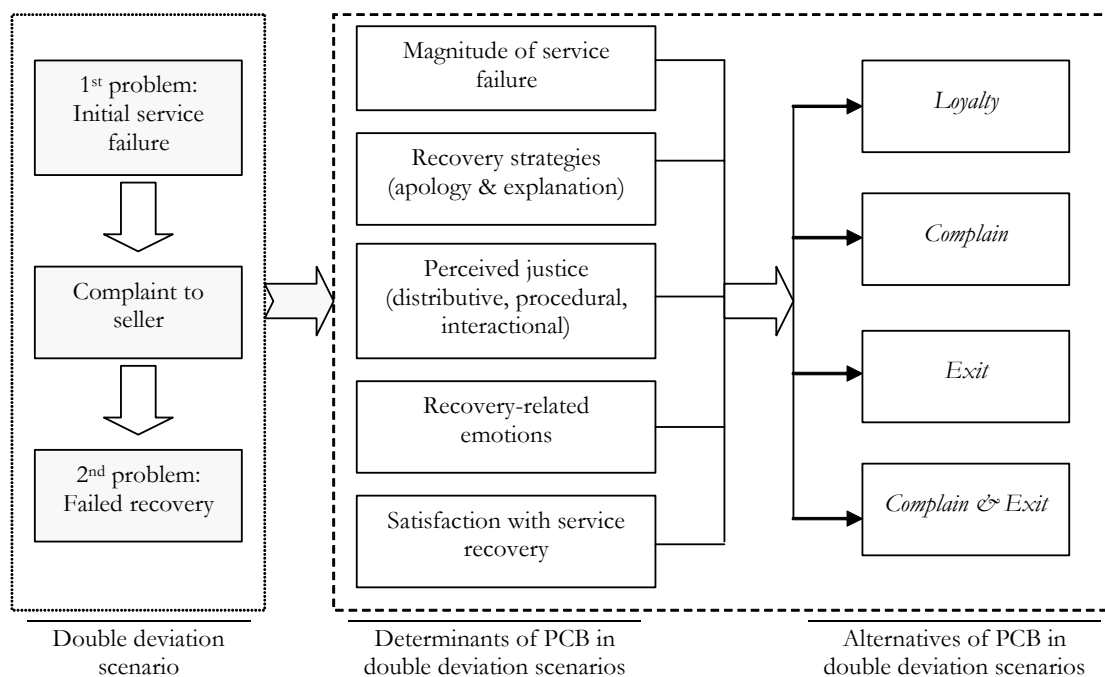 1st problem:
Initial service
failure
Complaint to
seller
2nd problem:
Failed recovery
Double deviation
scenario
Magnitude of service
failure
Recovery strategies
(apology & explanation)
Perceived justice
(distributive, procedural,
interactional)
Recovery-related
emotions
Satisfaction with service
recovery
Determinants of PCB in
double deviation scenarios
Loyalty
Complain
Exit
Complain & Exit
Alternatives of PCB in
double deviation scenarios